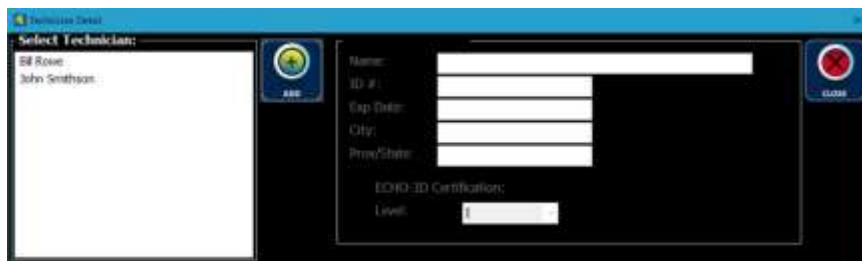 Technician Detail
Select Technician:
Bill Rowe
John Smithson
ADD
Name:
ID #:
Exp Date:
City:
Prov/State:
ECHO-3D Certification:
Level:
1
CLOSE